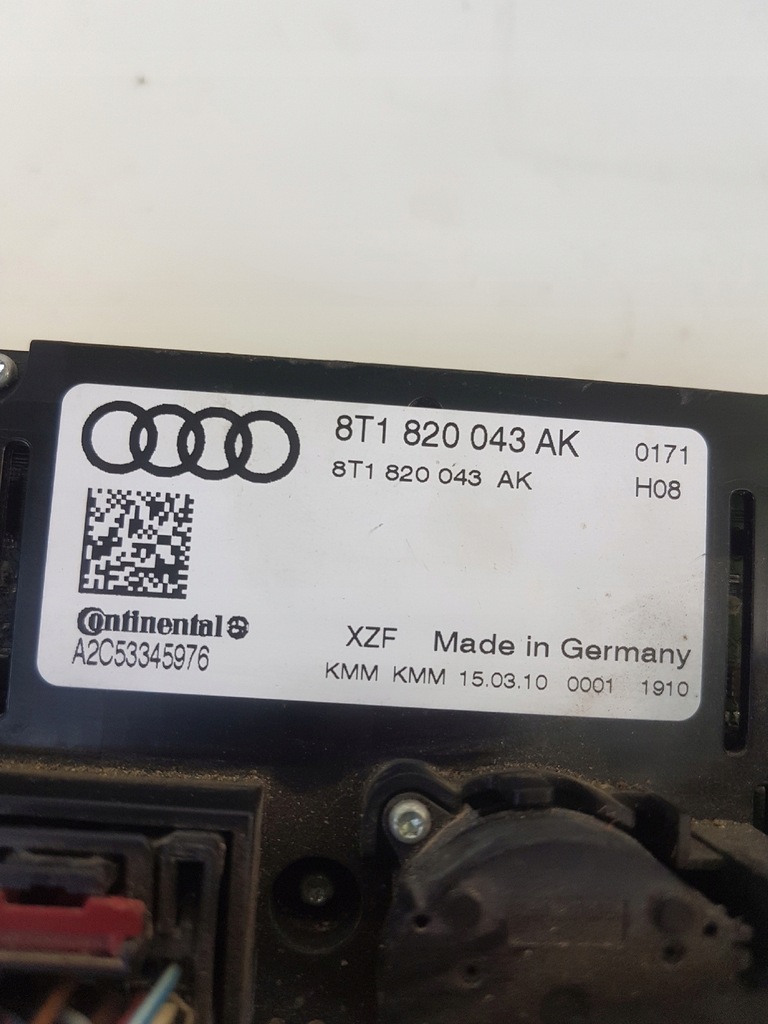 8T1 820 043 AK 0171
8T1 820 043 AK H08
Continental
A2C53345976
XZF Made in Germany
KMM KMM 15.03.10 0001 1910